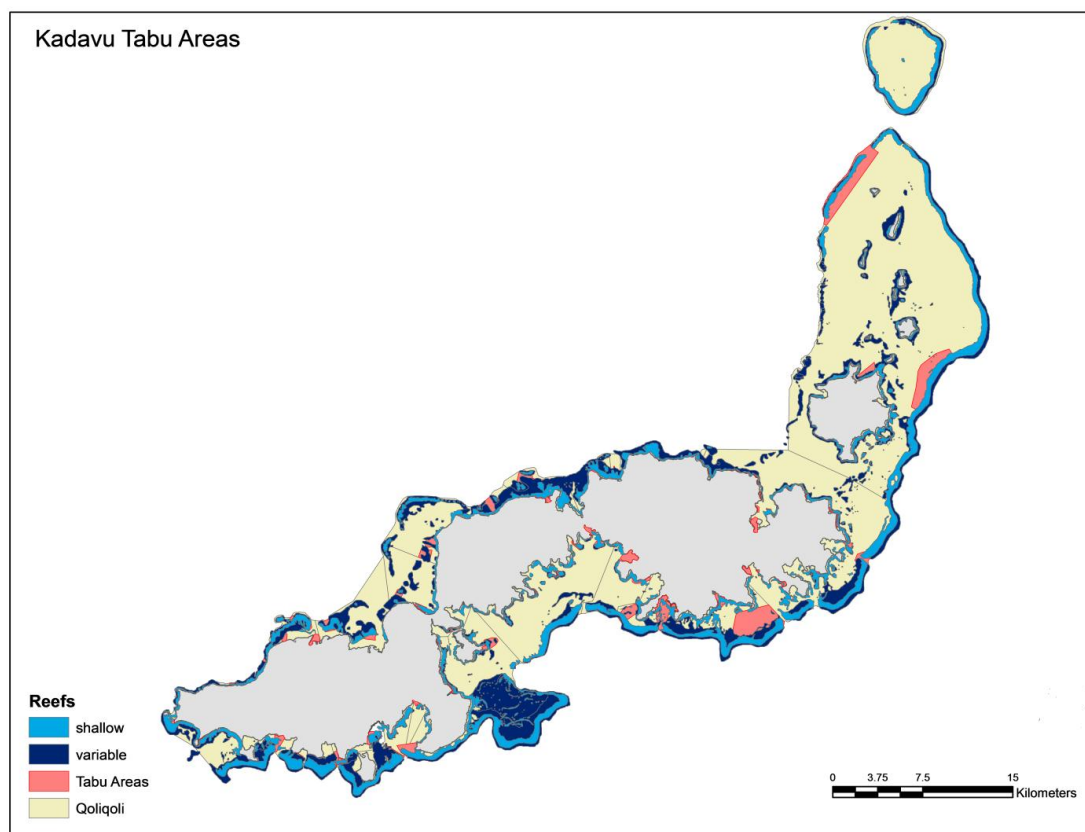 Kadavu Tabu Areas
Reefs
shallow
variable
Tabu Areas
Qoliqoli
0 3.75 7.5 15
Kilometers